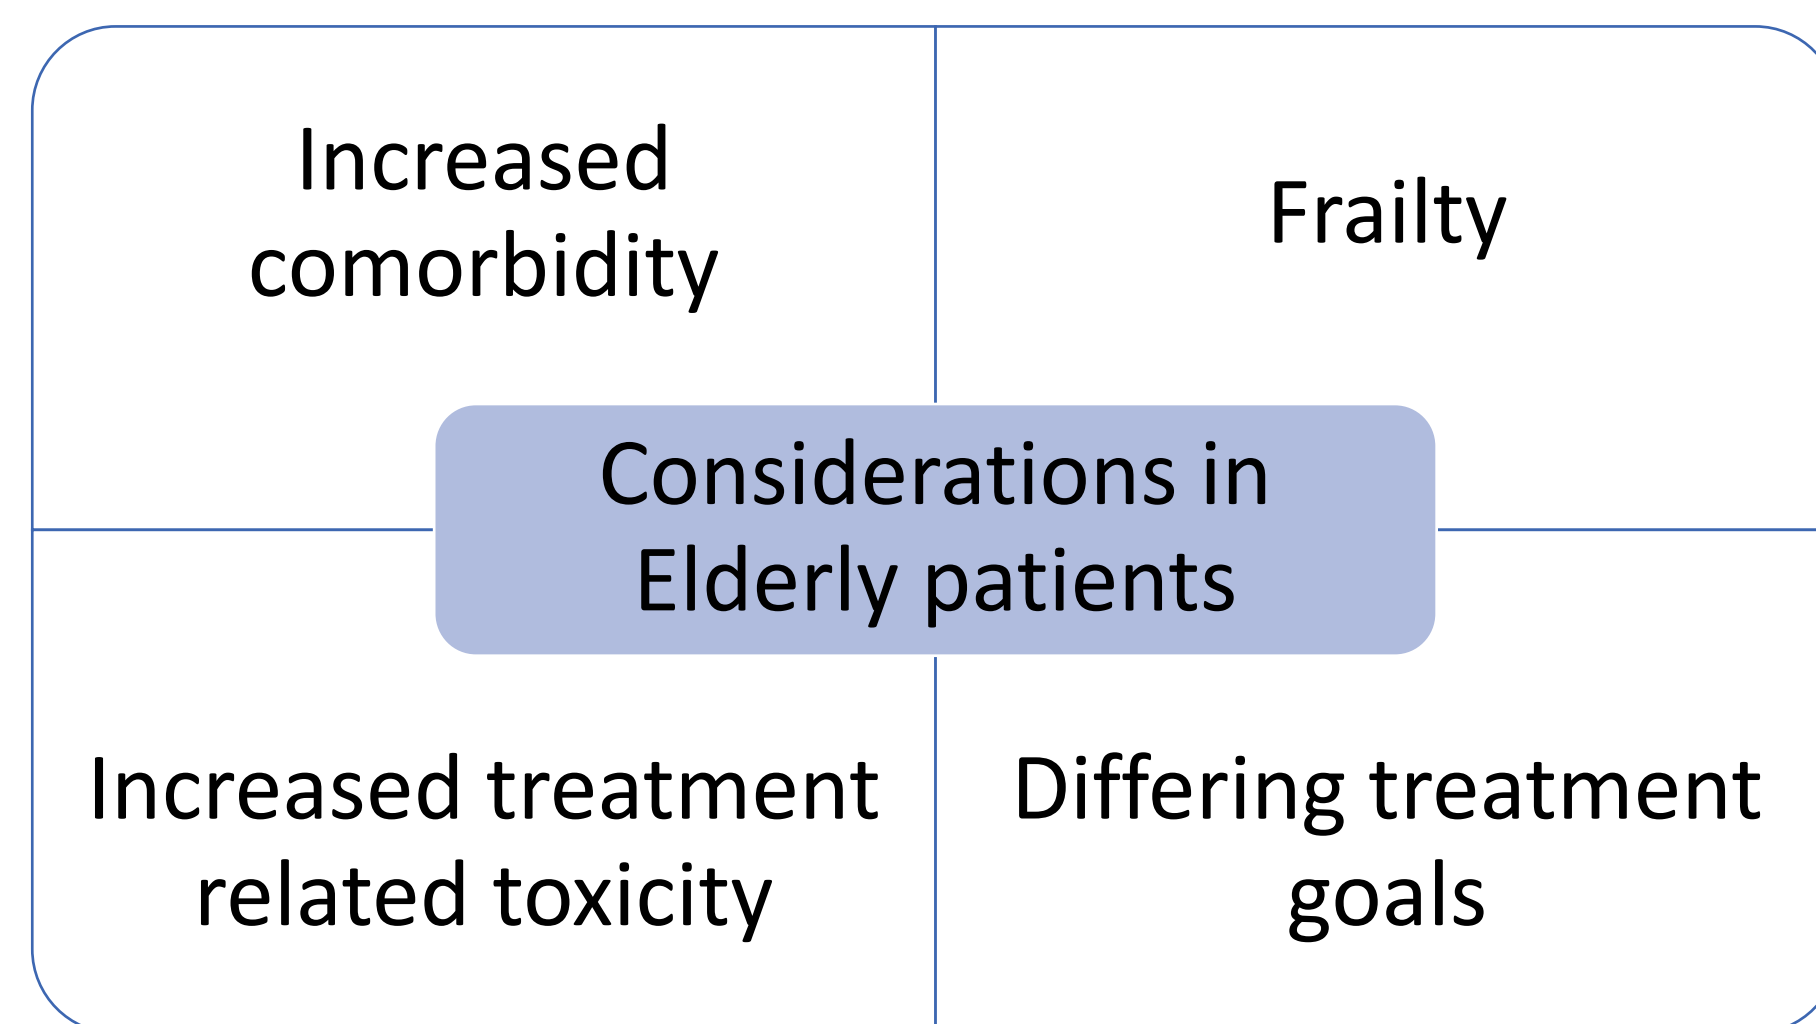 Increased
comorbidity
Frailty
Considerations in
Elderly patients
Increased treatment
related toxicity
Differing treatment
goals